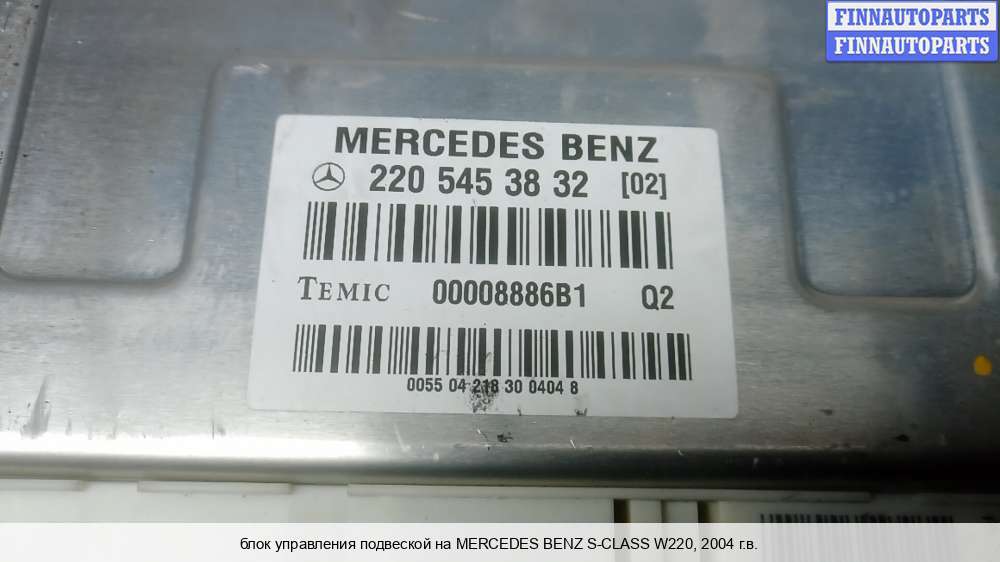 FINNAUTOPARTS
FINNAUTOPARTS
MERCEDES BENZ
220 545 38 32 [02]
TEMIC 00008886B1 Q2
0055 04 218 30 0404 8
блок управления подвеской на MERCEDES BENZ S-CLASS W220, 2004 г.в.